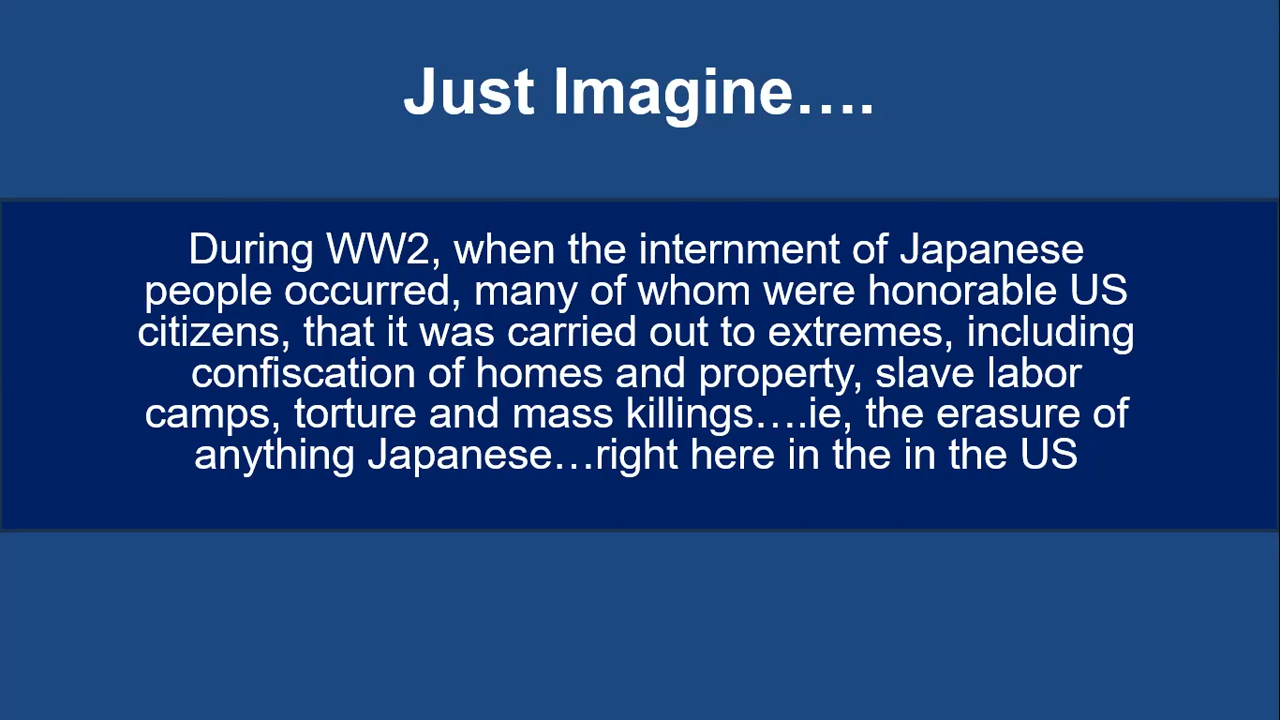 Just Imagine….
During WW2, when the internment of Japanese
people occurred, many of whom were honorable US
citizens, that it was carried out to extremes, including
confiscation of homes and property, slave labor
camps, torture and mass killings….ie, the erasure of
anything Japanese…right here in the in the US